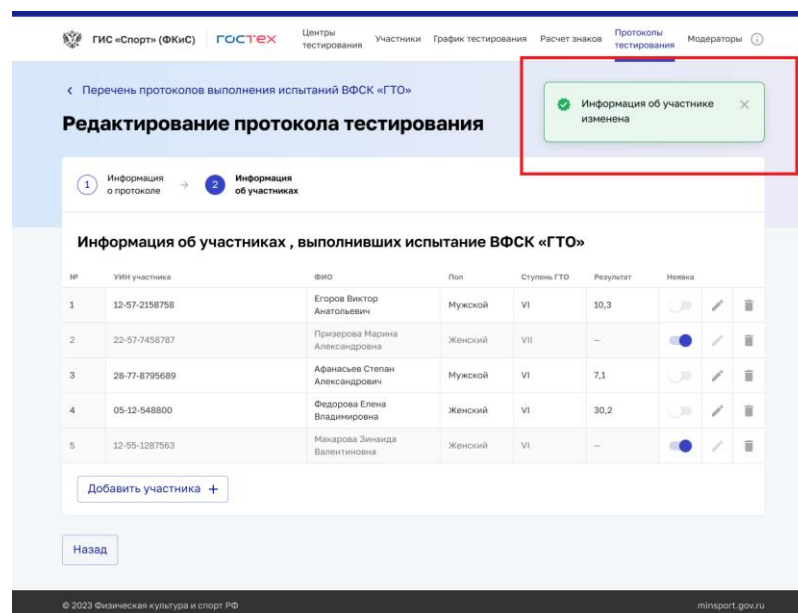 ГИС «Спорт» (ФКиС) ГОСТЕХ Центры тестирования Участники График тестирования Расчет знаков Протоколы тестирования Модераторы
Перечень протоколов выполнения испытаний ВФСК «ГТО»
Информация об участнике
изменена
Редактирование протокола тестирования
1 Информация о протоколе → 2 Информация об участниках
Информация об участниках , выполнивших испытание ВФСК «ГТО»
№ УИН участника ФИО Пол Ступень ГТО Результат Неявка
1 12-57-2158758 Егоров Виктор Анатольевич Мужской VI 10,3
2 22-57-7458787 Призерова Марина Александровна Женский VII –
3 28-77-8795689 Афанасьев Степан Александрович Мужской VI 7,1
4 05-12-548800 Федорова Елена Владимировна Женский VI 30,2
5 12-55-1287563 Макарова Зинаида Валентиновна Женский VI –
Добавить участника +
Назад
© 2023 Физическая культура и спорт РФ minsport.gov.ru